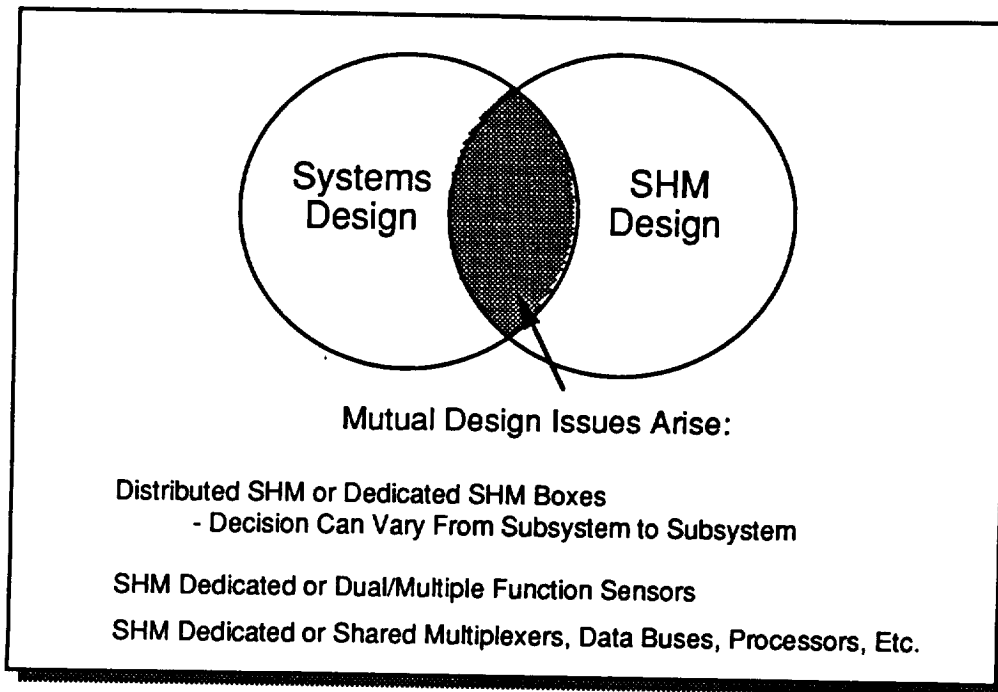 Systems
Design
SHM
Design
Mutual Design Issues Arise:
Distributed SHM or Dedicated SHM Boxes
- Decision Can Vary From Subsystem to Subsystem
SHM Dedicated or Dual/Multiple Function Sensors
SHM Dedicated or Shared Multiplexers, Data Buses, Processors, Etc.